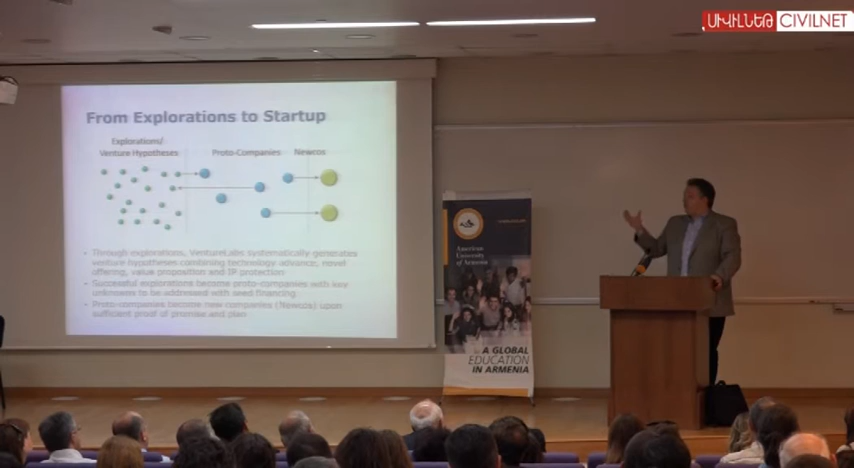 ՍԻՎԻԼՆԵԹ CIVILNET
From Explorations to Startup
Explorations/
Venture Hypotheses Proto-Companies Newcos
Through explorations, VentureLabs systematically generates
venture hypotheses combining technology advance, novel
offering, value proposition and IP protection
Successful explorations become proto-companies with key
unknowns to be addressed with seed financing
Proto-companies become new companies (NewCos) upon
sufficient proof of promise and plan
American
University
of Armenia
A GLOBAL
EDUCATION
IN ARMENIA